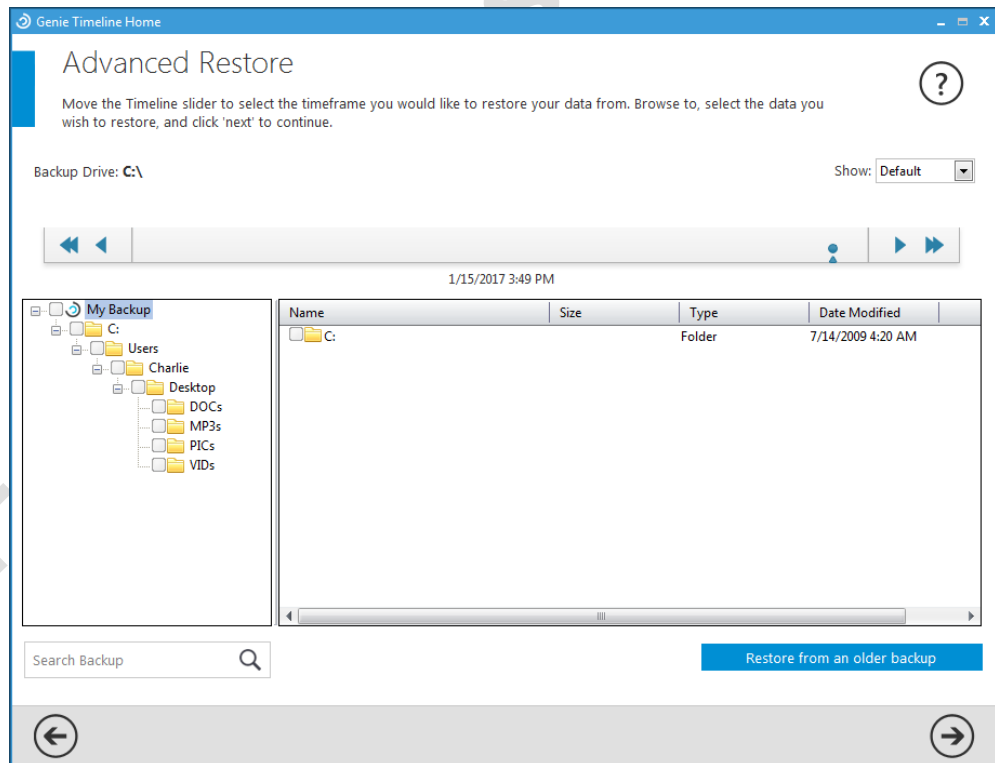 Genie Timeline Home
Advanced Restore
?
Move the Timeline slider to select the timeframe you would like to restore your data from. Browse to, select the data you
wish to restore, and click 'next' to continue.
Backup Drive: C:\
Show: Default
1/15/2017 3:49 PM
My Backup
C:
Users
Charlie
Desktop
DOCs
MP3s
PICs
VIDs
Name Size Type Date Modified
C: Folder 7/14/2009 4:20 AM
Search Backup
Restore from an older backup